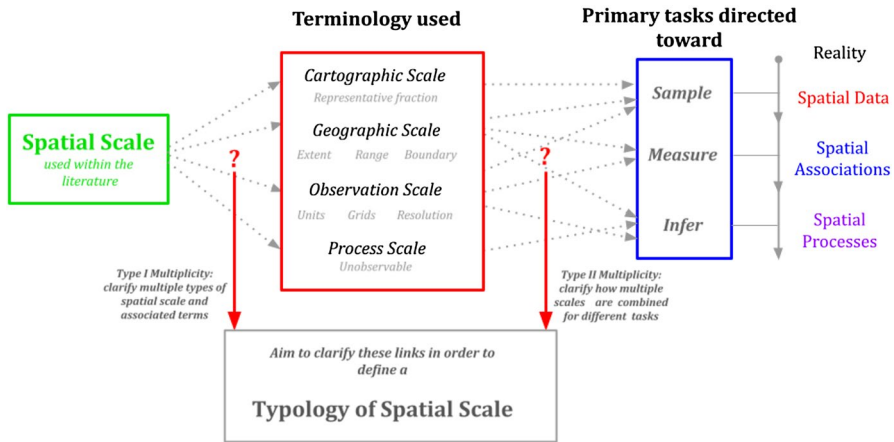 Terminology used
Primary tasks directed
toward
Spatial Scale
used within the
literature
?
Cartographic Scale
Representative fraction
Geographic Scale
Extent Range Boundary
Observation Scale
Units Grids Resolution
Process Scale
Unobservable
?
Sample
Measure
Infer
Reality
Spatial Data
Spatial
Associations
Spatial
Processes
Type I Multiplicity:
clarify multiple types of
spatial scale and
associated terms
Type II Multiplicity:
clarify how multiple
scales are combined
for different tasks
Aim to clarify these links in order to
define a
Typology of Spatial Scale